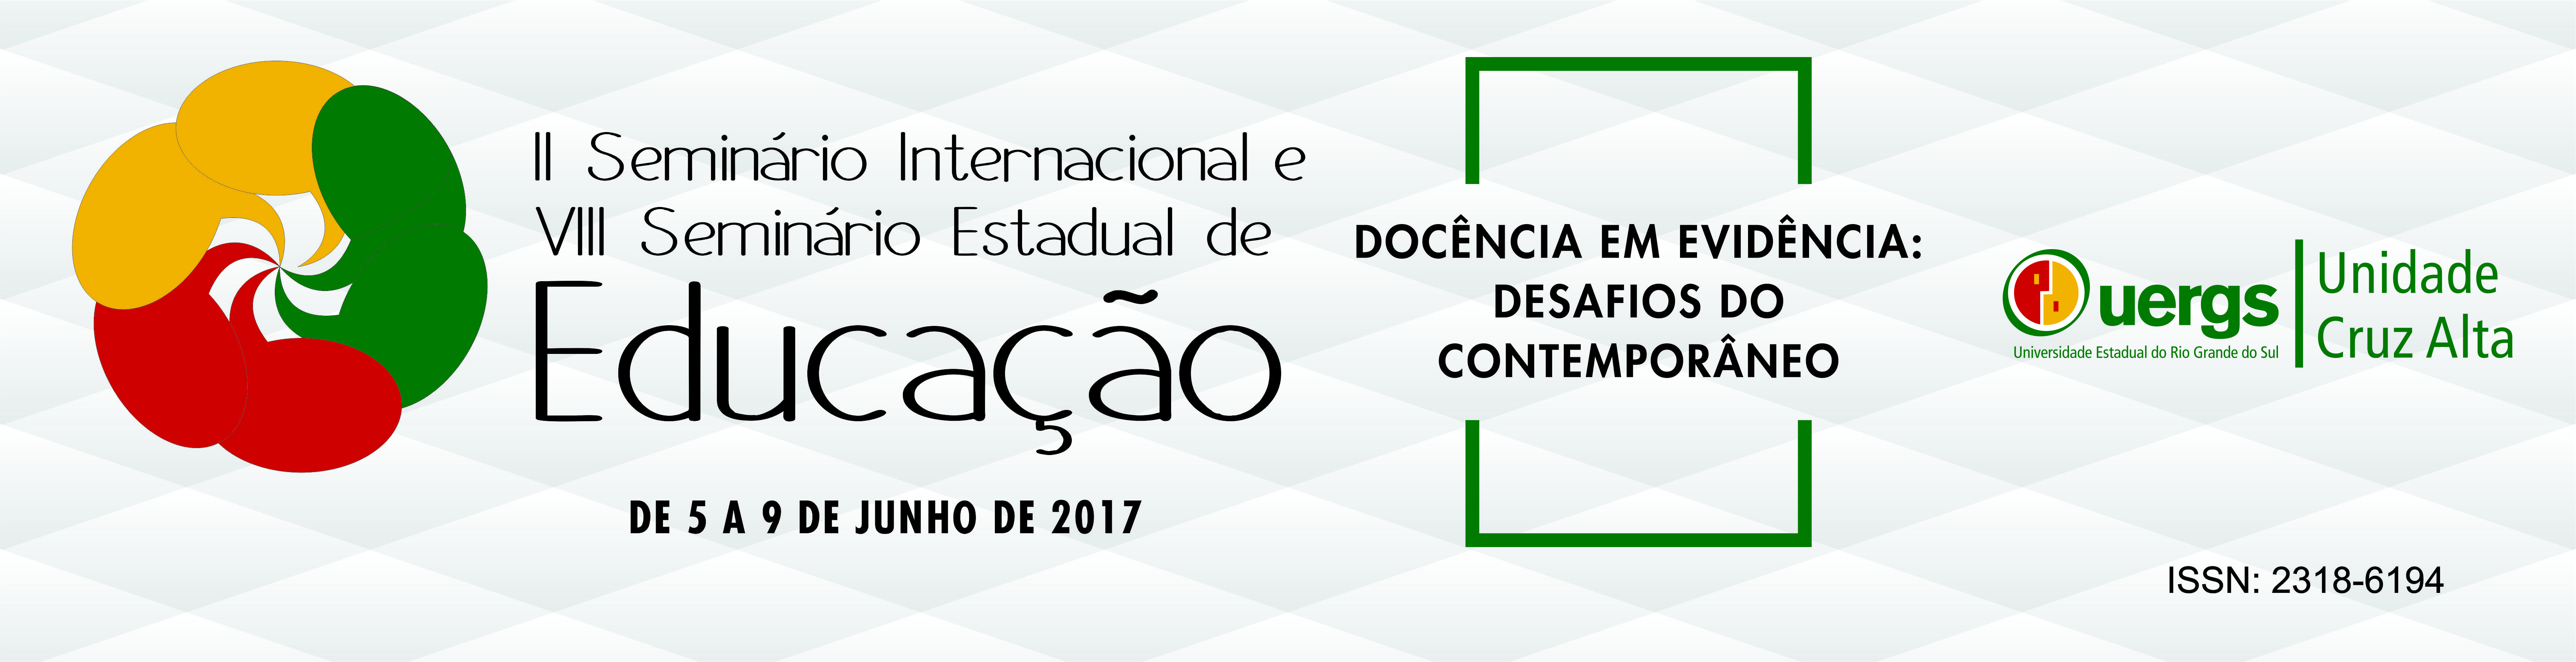 II Seminário Internacional e
VIII Seminário Estadual de
Educação
DE 5 A 9 DE JUNHO DE 2017
DOCÊNCIA EM EVIDÊNCIA:
DESAFIOS DO
CONTEMPORÂNEO
uergs
Universidade Estadual do Rio Grande do Sul
Unidade
Cruz Alta
ISSN: 2318-6194